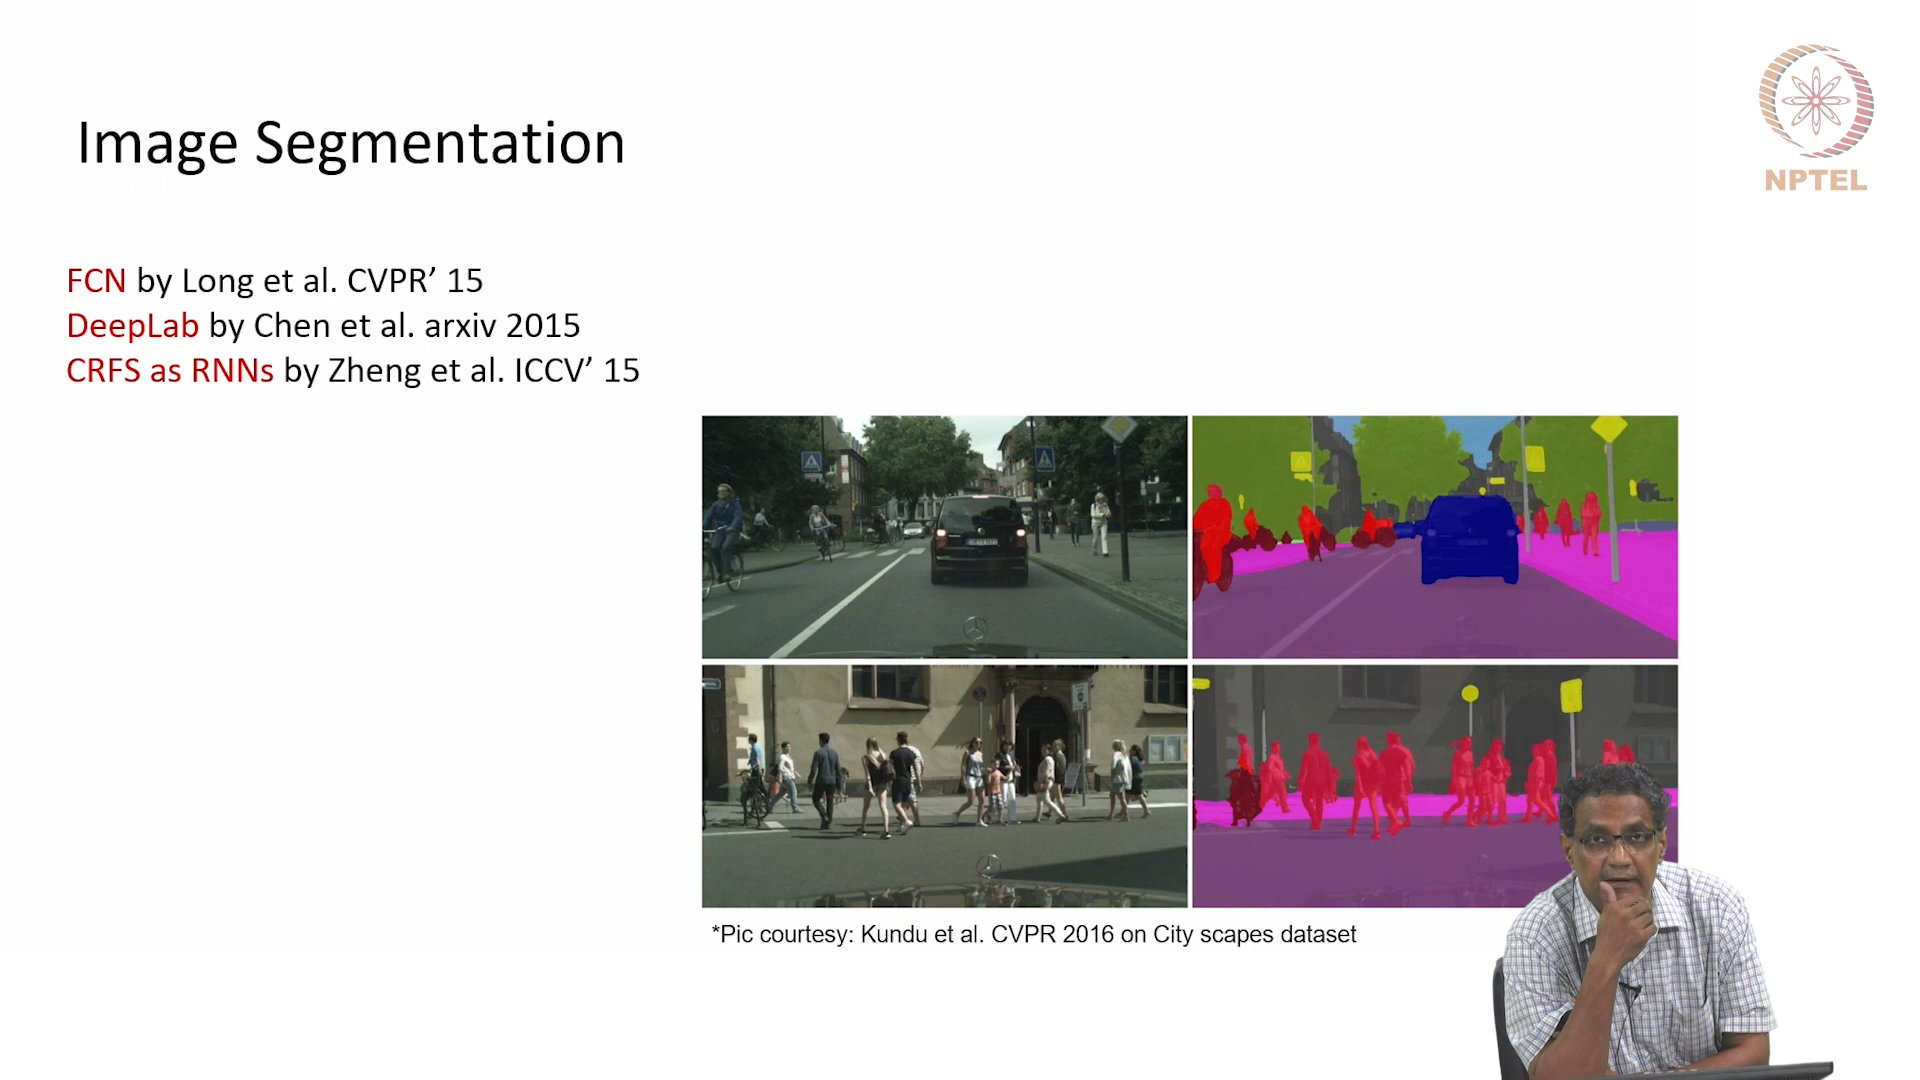 Image Segmentation
NPTEL
FCN by Long et al. CVPR’ 15
DeepLab by Chen et al. arxiv 2015
CRFS as RNNs by Zheng et al. ICCV’ 15
*Pic courtesy: Kundu et al. CVPR 2016 on City scapes dataset